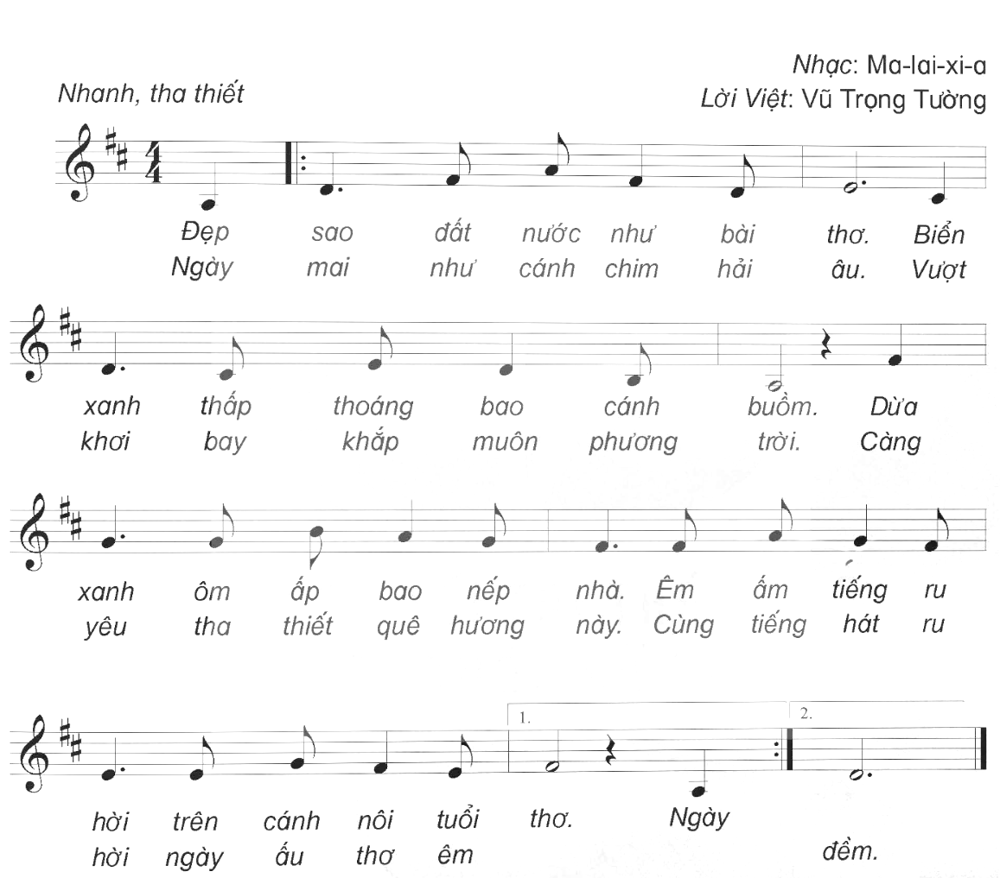 Nhạc: Ma-lai-xi-a
Nhanh, tha thiết
Lời Việt: Vũ Trọng Tường
4
4
Đẹp sao đất nước như bài thơ. Biển
Ngày mai như cánh chim hải âu. Vượt
xanh thấp thoáng bao cánh buồm. Dừa
khơi bay khắp muôn phương trời. Càng
xanh ôm ấp bao nếp nhà. Êm ấm tiếng ru
yêu tha thiết quê hương này. Cùng tiếng hát ru
1.
2.
hời trên cánh nôi tuổi thơ. Ngày
hời ngày ấu thơ êm đềm.